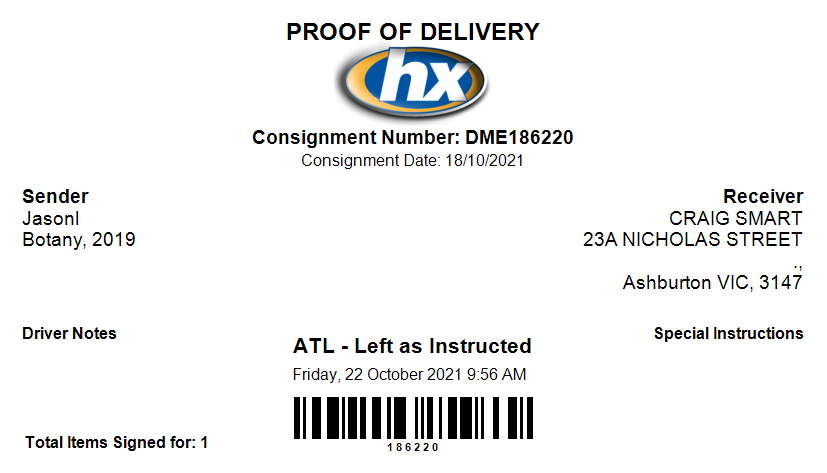 PROOF OF DELIVERY
hx
Consignment Number: DME186220
Consignment Date: 18/10/2021
Sender
JasonI
Botany, 2019
Receiver
CRAIG SMART
23A NICHOLAS STREET
.,
Ashburton VIC, 3147
Driver Notes
Special Instructions
ATL - Left as Instructed
Friday, 22 October 2021 9:56 AM
186220
Total Items Signed for: 1